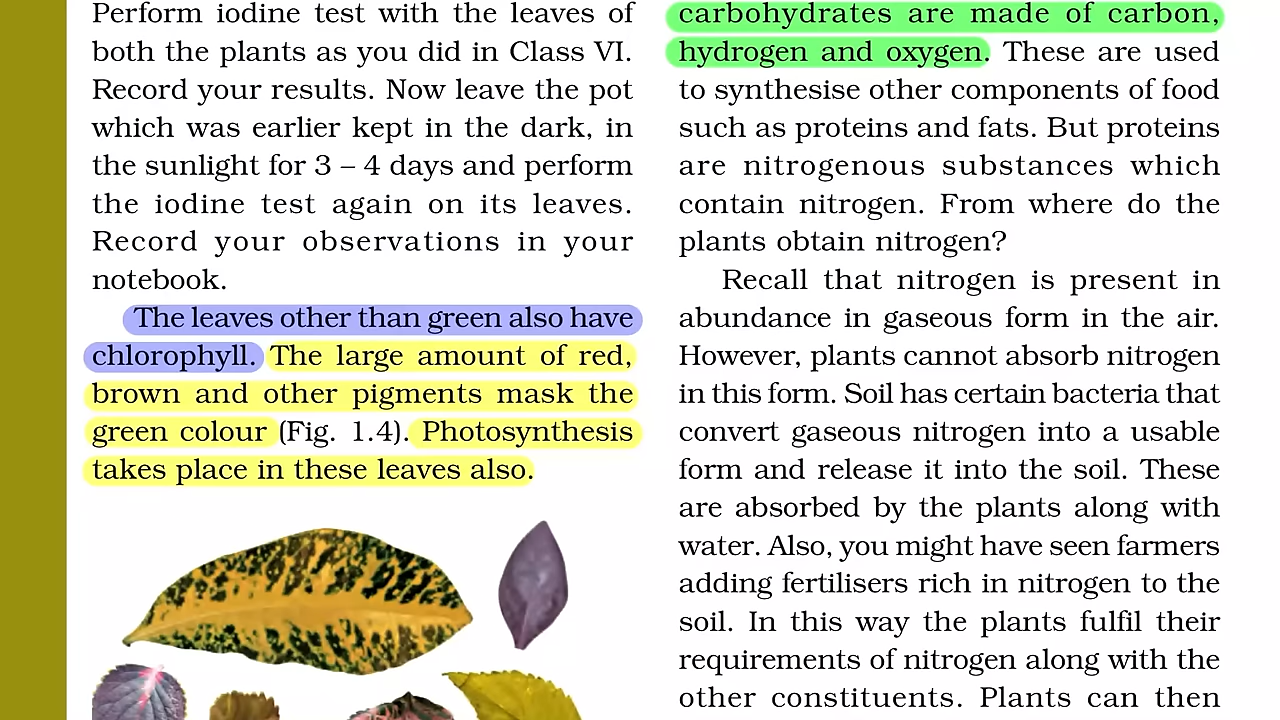 Perform iodine test with the leaves of
both the plants as you did in Class VI.
Record your results. Now leave the pot
which was earlier kept in the dark, in
the sunlight for 3 – 4 days and perform
the iodine test again on its leaves.
Record your observations in your
notebook.
The leaves other than green also have
chlorophyll. The large amount of red,
brown and other pigments mask the
green colour (Fig. 1.4). Photosynthesis
takes place in these leaves also.
carbohydrates are made of carbon,
hydrogen and oxygen. These are used
to synthesise other components of food
such as proteins and fats. But proteins
are nitrogenous substances which
contain nitrogen. From where do the
plants obtain nitrogen?
Recall that nitrogen is present in
abundance in gaseous form in the air.
However, plants cannot absorb nitrogen
in this form. Soil has certain bacteria that
convert gaseous nitrogen into a usable
form and release it into the soil. These
are absorbed by the plants along with
water. Also, you might have seen farmers
adding fertilisers rich in nitrogen to the
soil. In this way the plants fulfil their
requirements of nitrogen along with the
other constituents. Plants can then